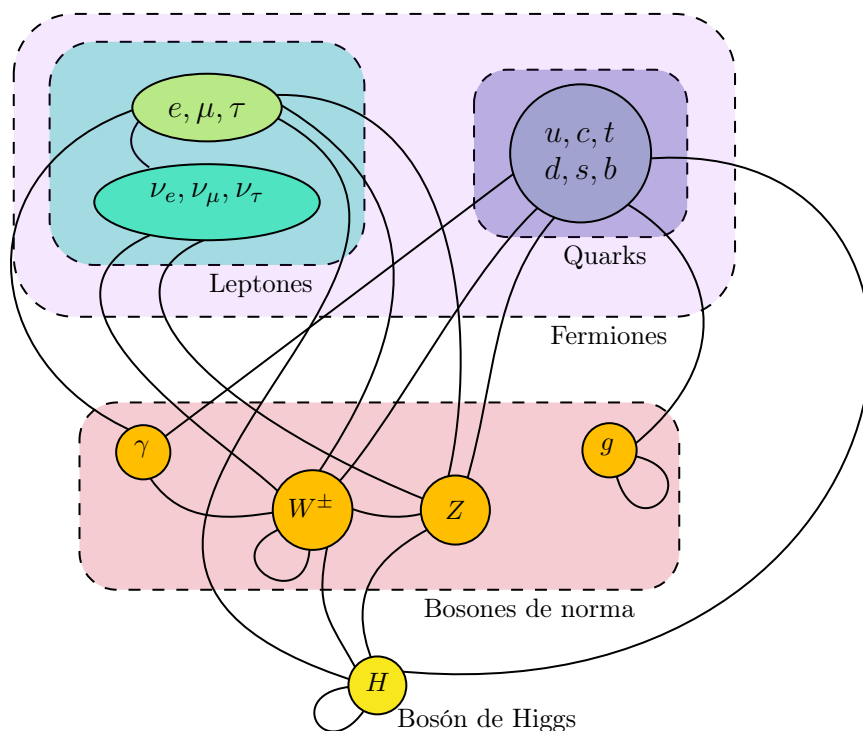 e, μ, τ
ν_e, ν_μ, ν_τ
Leptones
u, c, t
d, s, b
Quarks
Fermiones
γ
W^±
Z
g
Bosones de norma
H
Bosón de Higgs